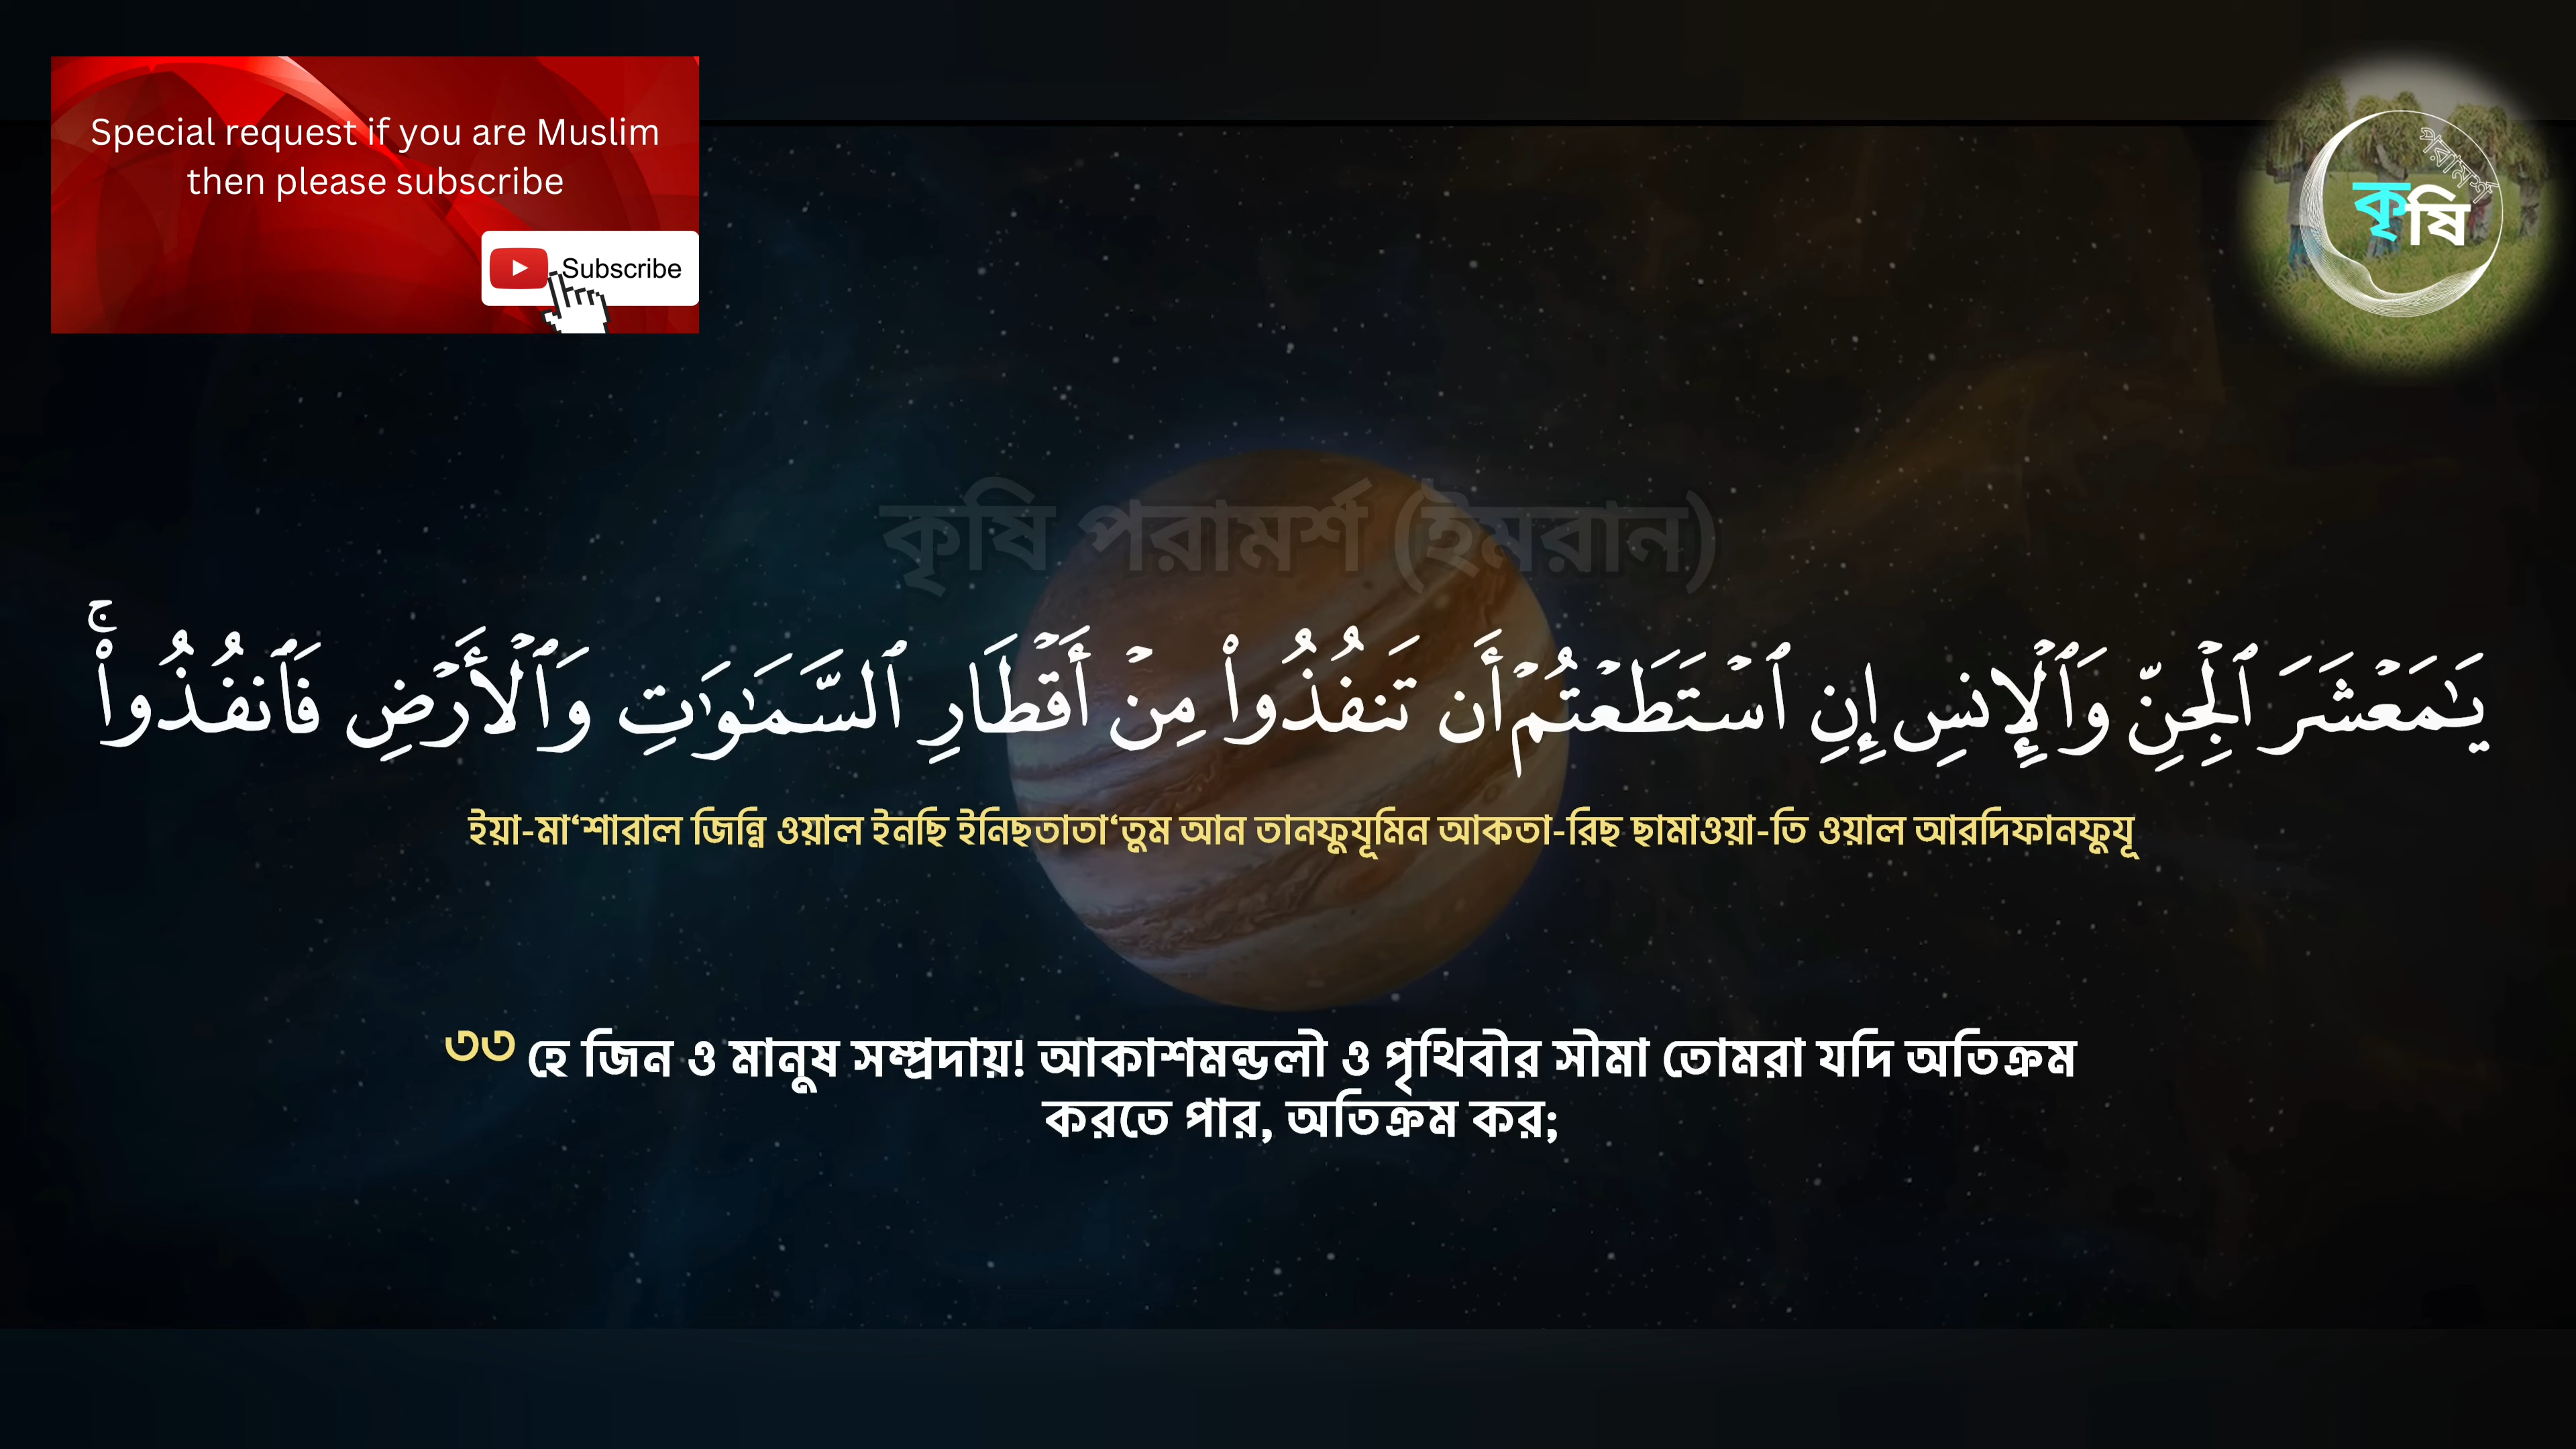 Special request if you are Muslim
then please subscribe
Subscribe
পরামর্শ
কৃষি
কৃষি পরামর্শ (ইমরান)
يَٰمَعۡشَرَ ٱلۡجِنِّ وَٱلۡإِنسِ إِنِ ٱسۡتَطَعۡتُمۡ أَن تَنفُذُواْ مِنۡ أَقۡطَارِ ٱلسَّمَٰوَٰتِ وَٱلۡأَرۡضِ فَٱنفُذُواْۚ
ইয়া-মা‘শারাল জিন্নি ওয়াল ইনছি ইনিছতাতা‘তুম আন তানফুযূমিন আকতা-রিছ ছামাওয়া-তি ওয়াল আরদিফানফুযূ
৩৩ হে জিন ও মানুষ সম্প্রদায়! আকাশমন্ডলী ও পৃথিবীর সীমা তোমরা যদি অতিক্রম
করতে পার, অতিক্রম কর;